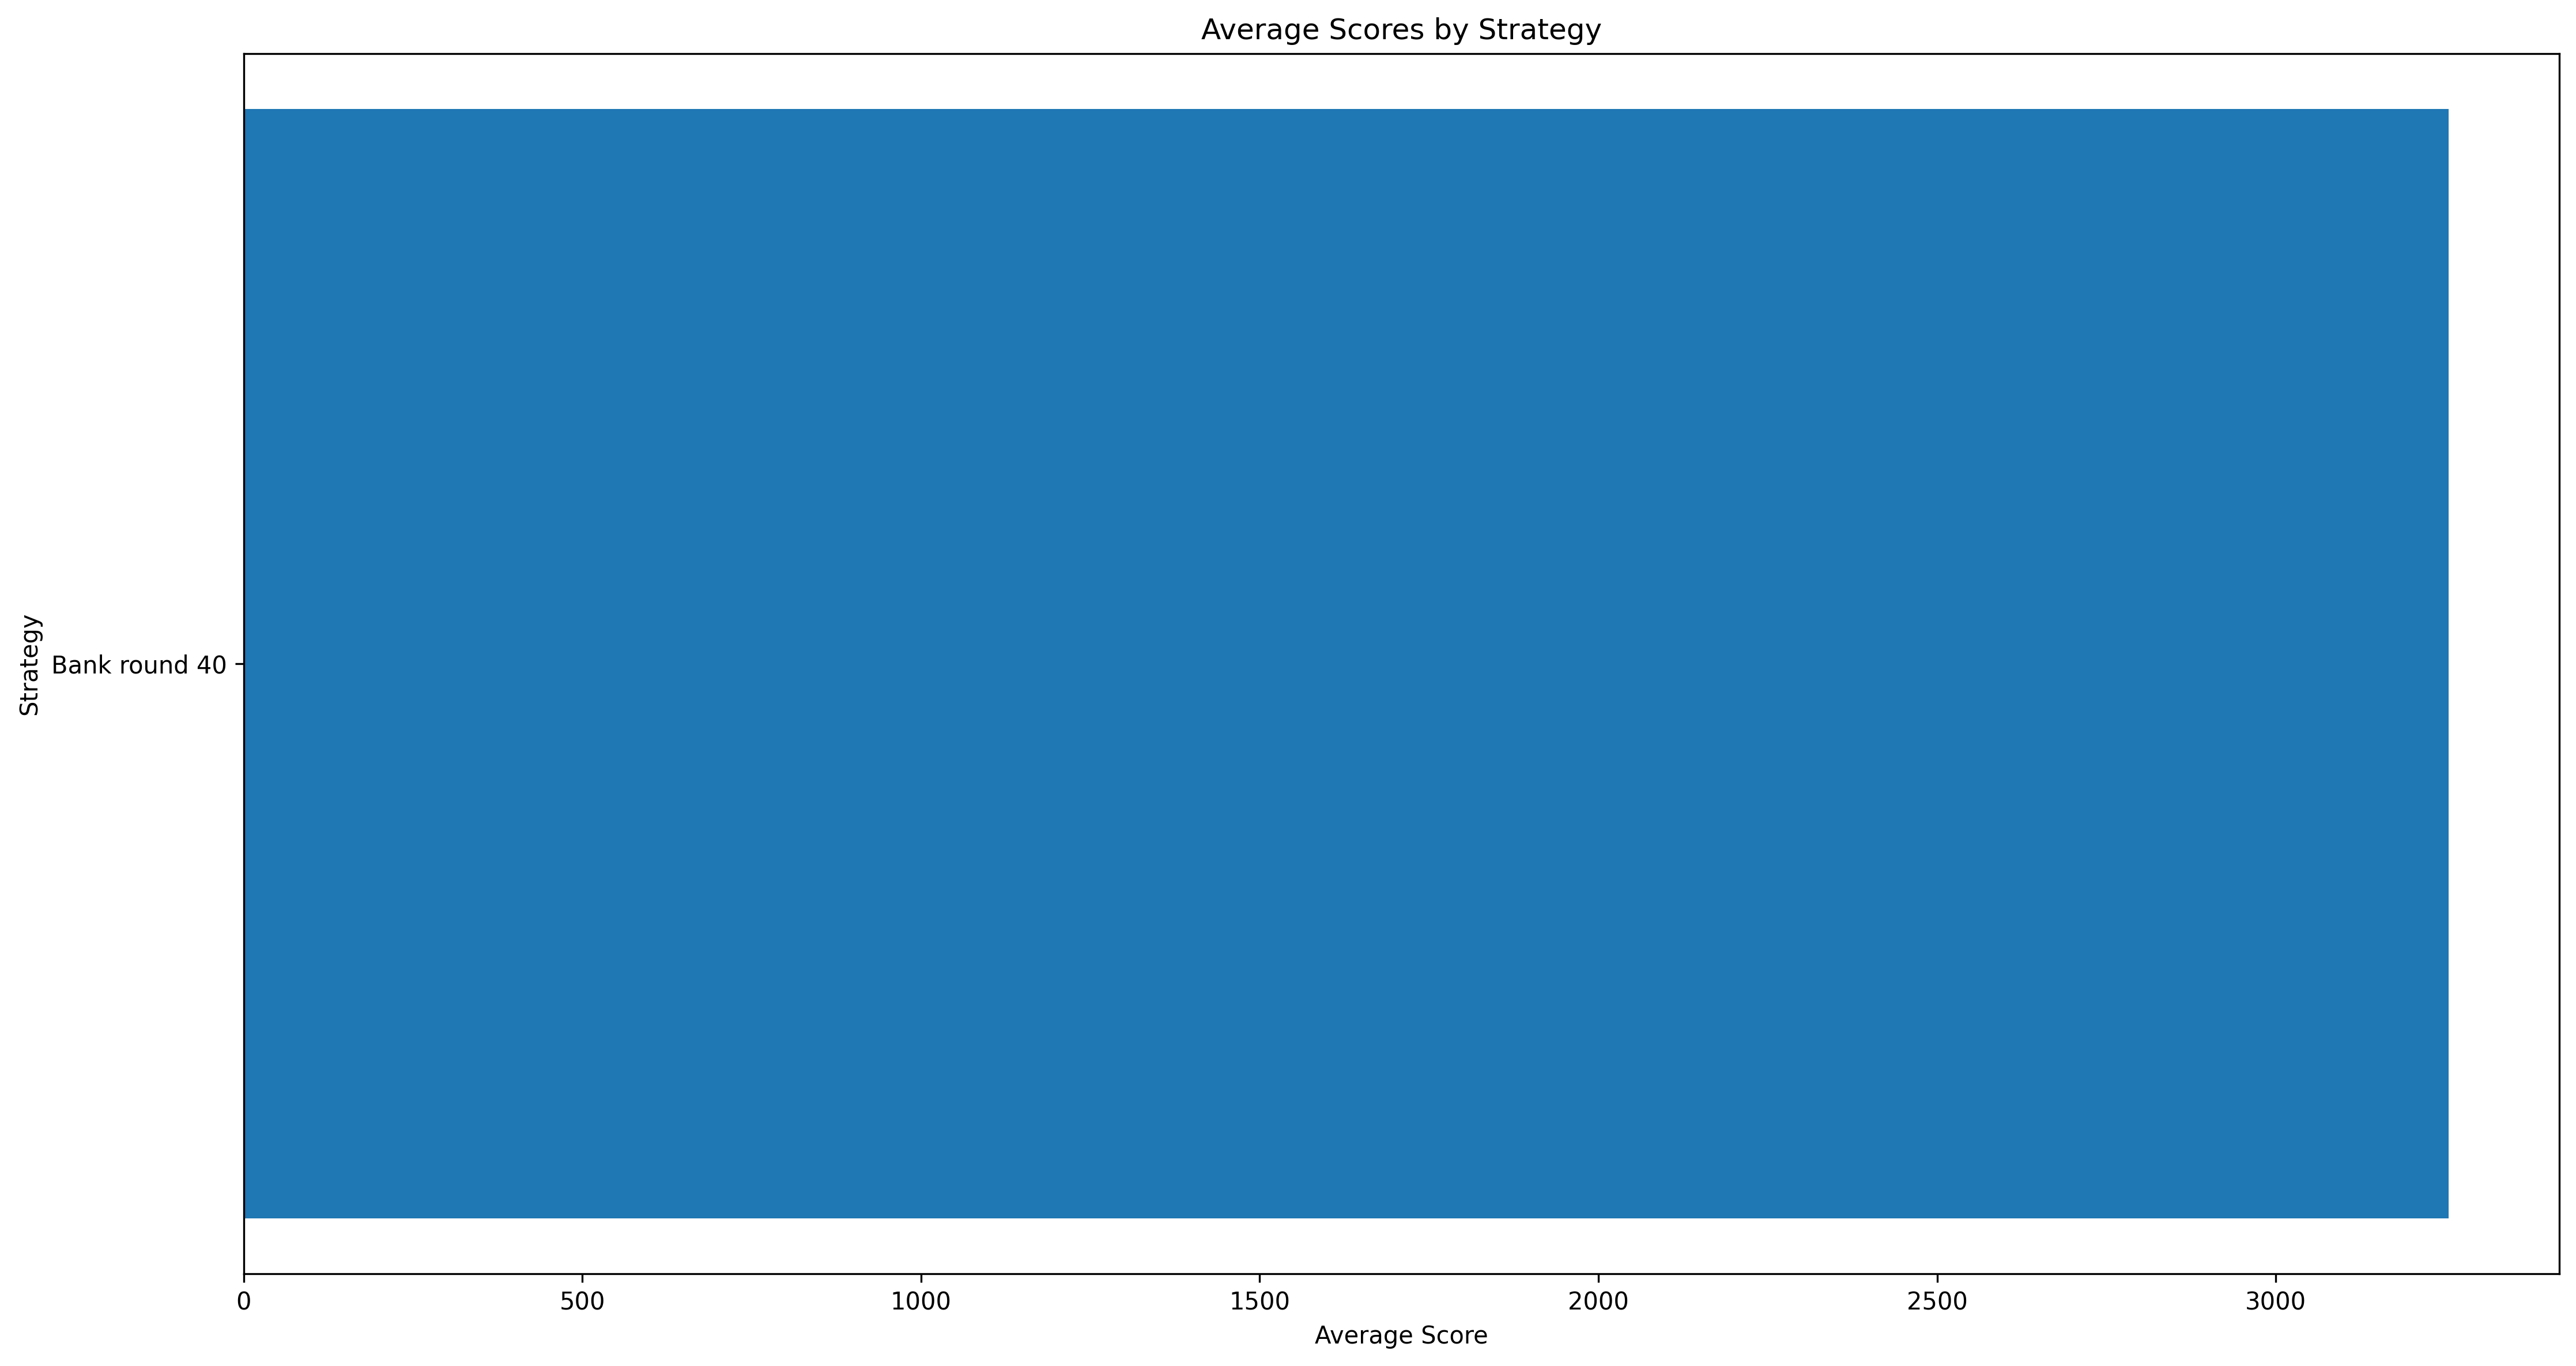 Average Scores by Strategy
Strategy
Bank round 40
0 500 1000 1500 2000 2500 3000
Average Score